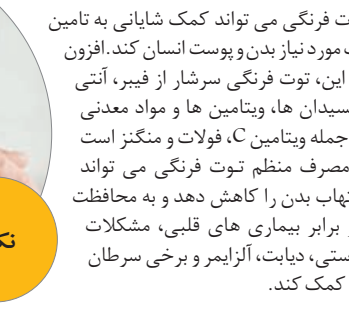 ت فرنگی می تواند کمک شایانی به تامین
مورد نیاز بدن و پوست انسان کند. افزون
این، توت فرنگی سرشار از فیبر، آنتی
سیدان ها، ویتامین ها و مواد معدنی
جمله ویتامین C، فولات و منگنز است
مصرف منظم توت فرنگی می تواند
تهاب بدن را کاهش دهد و به محافظت
برابر بیماری های قلبی، مشکلات
ستی، دیابت، آلزایمر و برخی سرطان
کمک کند.